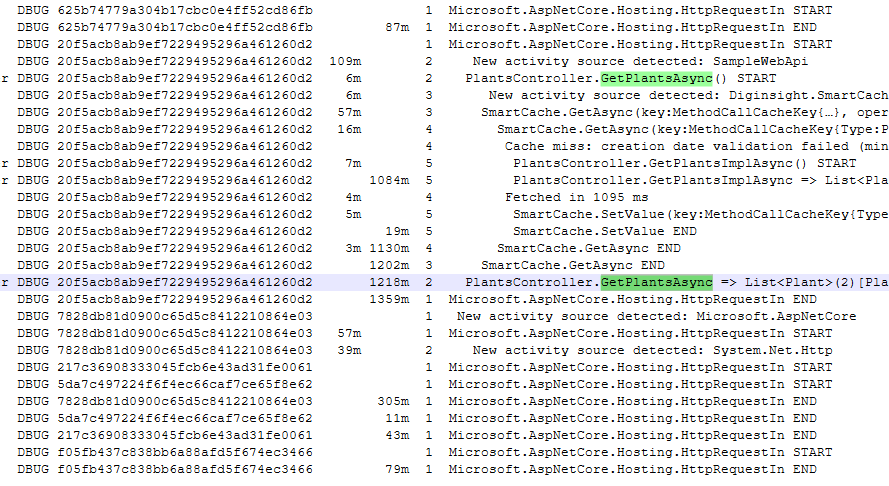 DBUG 625b74779a304b17cbc0e4ff52cd86fb 1 Microsoft.AspNetCore.Hosting.HttpRequestIn START
DBUG 625b74779a304b17cbc0e4ff52cd86fb 87m 1 Microsoft.AspNetCore.Hosting.HttpRequestIn END
DBUG 20f5acb8ab9ef7229495296a461260d2 1 Microsoft.AspNetCore.Hosting.HttpRequestIn START
DBUG 20f5acb8ab9ef7229495296a461260d2 109m 2 New activity source detected: SampleWebApi
r DBUG 20f5acb8ab9ef7229495296a461260d2 6m 2 PlantsController.GetPlantsAsync() START
DBUG 20f5acb8ab9ef7229495296a461260d2 6m 3 New activity source detected: Diginsight.SmartCach
DBUG 20f5acb8ab9ef7229495296a461260d2 57m 3 SmartCache.GetAsync(key:MethodCallCacheKey{…}, oper
DBUG 20f5acb8ab9ef7229495296a461260d2 16m 4 SmartCache.GetAsync(key:MethodCallCacheKey{Type:P
DBUG 20f5acb8ab9ef7229495296a461260d2 4 Cache miss: creation date validation failed (min
r DBUG 20f5acb8ab9ef7229495296a461260d2 7m 5 PlantsController.GetPlantsImplAsync() START
r DBUG 20f5acb8ab9ef7229495296a461260d2 1084m 5 PlantsController.GetPlantsImplAsync => List<Pla
DBUG 20f5acb8ab9ef7229495296a461260d2 4m 4 Fetched in 1095 ms
DBUG 20f5acb8ab9ef7229495296a461260d2 5m 5 SmartCache.SetValue(key:MethodCallCacheKey{Type
DBUG 20f5acb8ab9ef7229495296a461260d2 19m 5 SmartCache.SetValue END
DBUG 20f5acb8ab9ef7229495296a461260d2 3m 1130m 4 SmartCache.GetAsync END
DBUG 20f5acb8ab9ef7229495296a461260d2 1202m 3 SmartCache.GetAsync END
r DBUG 20f5acb8ab9ef7229495296a461260d2 1218m 2 PlantsController.GetPlantsAsync => List<Plant>(2)[Pla
DBUG 20f5acb8ab9ef7229495296a461260d2 1359m 1 Microsoft.AspNetCore.Hosting.HttpRequestIn END
DBUG 7828db81d0900c65d5c8412210864e03 1 New activity source detected: Microsoft.AspNetCore
DBUG 7828db81d0900c65d5c8412210864e03 57m 1 Microsoft.AspNetCore.Hosting.HttpRequestIn START
DBUG 7828db81d0900c65d5c8412210864e03 39m 2 New activity source detected: System.Net.Http
DBUG 217c36908333045fcb6e43ad31fe0061 1 Microsoft.AspNetCore.Hosting.HttpRequestIn START
DBUG 5da7c497224f6f4ec66caf7ce65f8e62 1 Microsoft.AspNetCore.Hosting.HttpRequestIn START
DBUG 7828db81d0900c65d5c8412210864e03 305m 1 Microsoft.AspNetCore.Hosting.HttpRequestIn END
DBUG 5da7c497224f6f4ec66caf7ce65f8e62 11m 1 Microsoft.AspNetCore.Hosting.HttpRequestIn END
DBUG 217c36908333045fcb6e43ad31fe0061 43m 1 Microsoft.AspNetCore.Hosting.HttpRequestIn END
DBUG f05fb437c838bb6a88afd5f674ec3466 1 Microsoft.AspNetCore.Hosting.HttpRequestIn START
DBUG f05fb437c838bb6a88afd5f674ec3466 79m 1 Microsoft.AspNetCore.Hosting.HttpRequestIn END